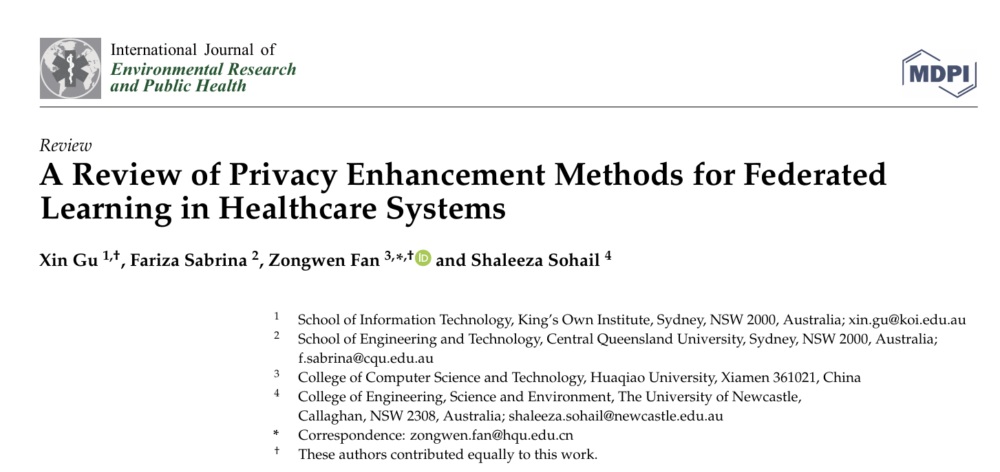 International Journal of
Environmental Research
and Public Health
MDPI
Review
A Review of Privacy Enhancement Methods for Federated
Learning in Healthcare Systems
Xin Gu 1,†, Fariza Sabrina 2, Zongwen Fan 3,*,† iD and Shaleeza Sohail 4
1 School of Information Technology, King’s Own Institute, Sydney, NSW 2000, Australia; xin.gu@koi.edu.au
2 School of Engineering and Technology, Central Queensland University, Sydney, NSW 2000, Australia;
f.sabrina@cqu.edu.au
3 College of Computer Science and Technology, Huaqiao University, Xiamen 361021, China
4 College of Engineering, Science and Environment, The University of Newcastle,
Callaghan, NSW 2308, Australia; shaleeza.sohail@newcastle.edu.au
* Correspondence: zongwen.fan@hqu.edu.cn
† These authors contributed equally to this work.